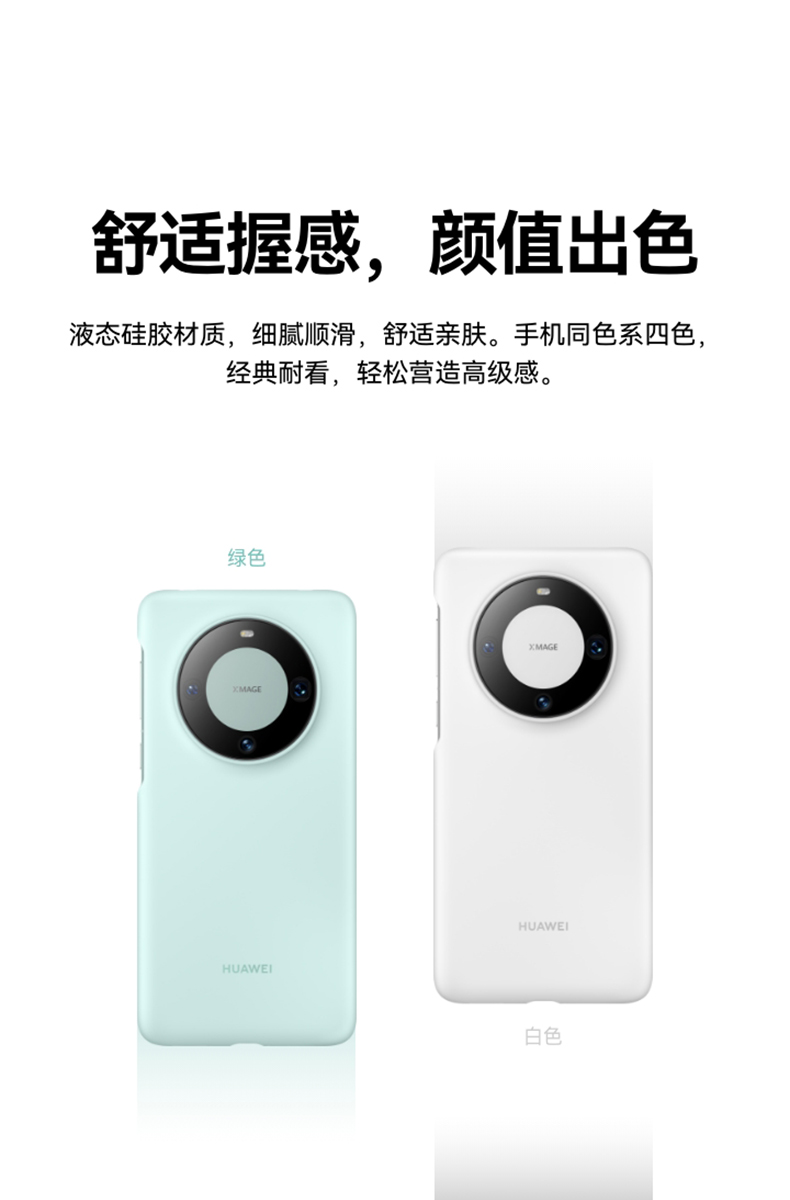 舒适握感，颜值出色
液态硅胶材质，细腻顺滑，舒适亲肤。手机同色系四色，
经典耐看，轻松营造高级感。
绿色
XMAGE
HUAWEI
XMAGE
HUAWEI
白色